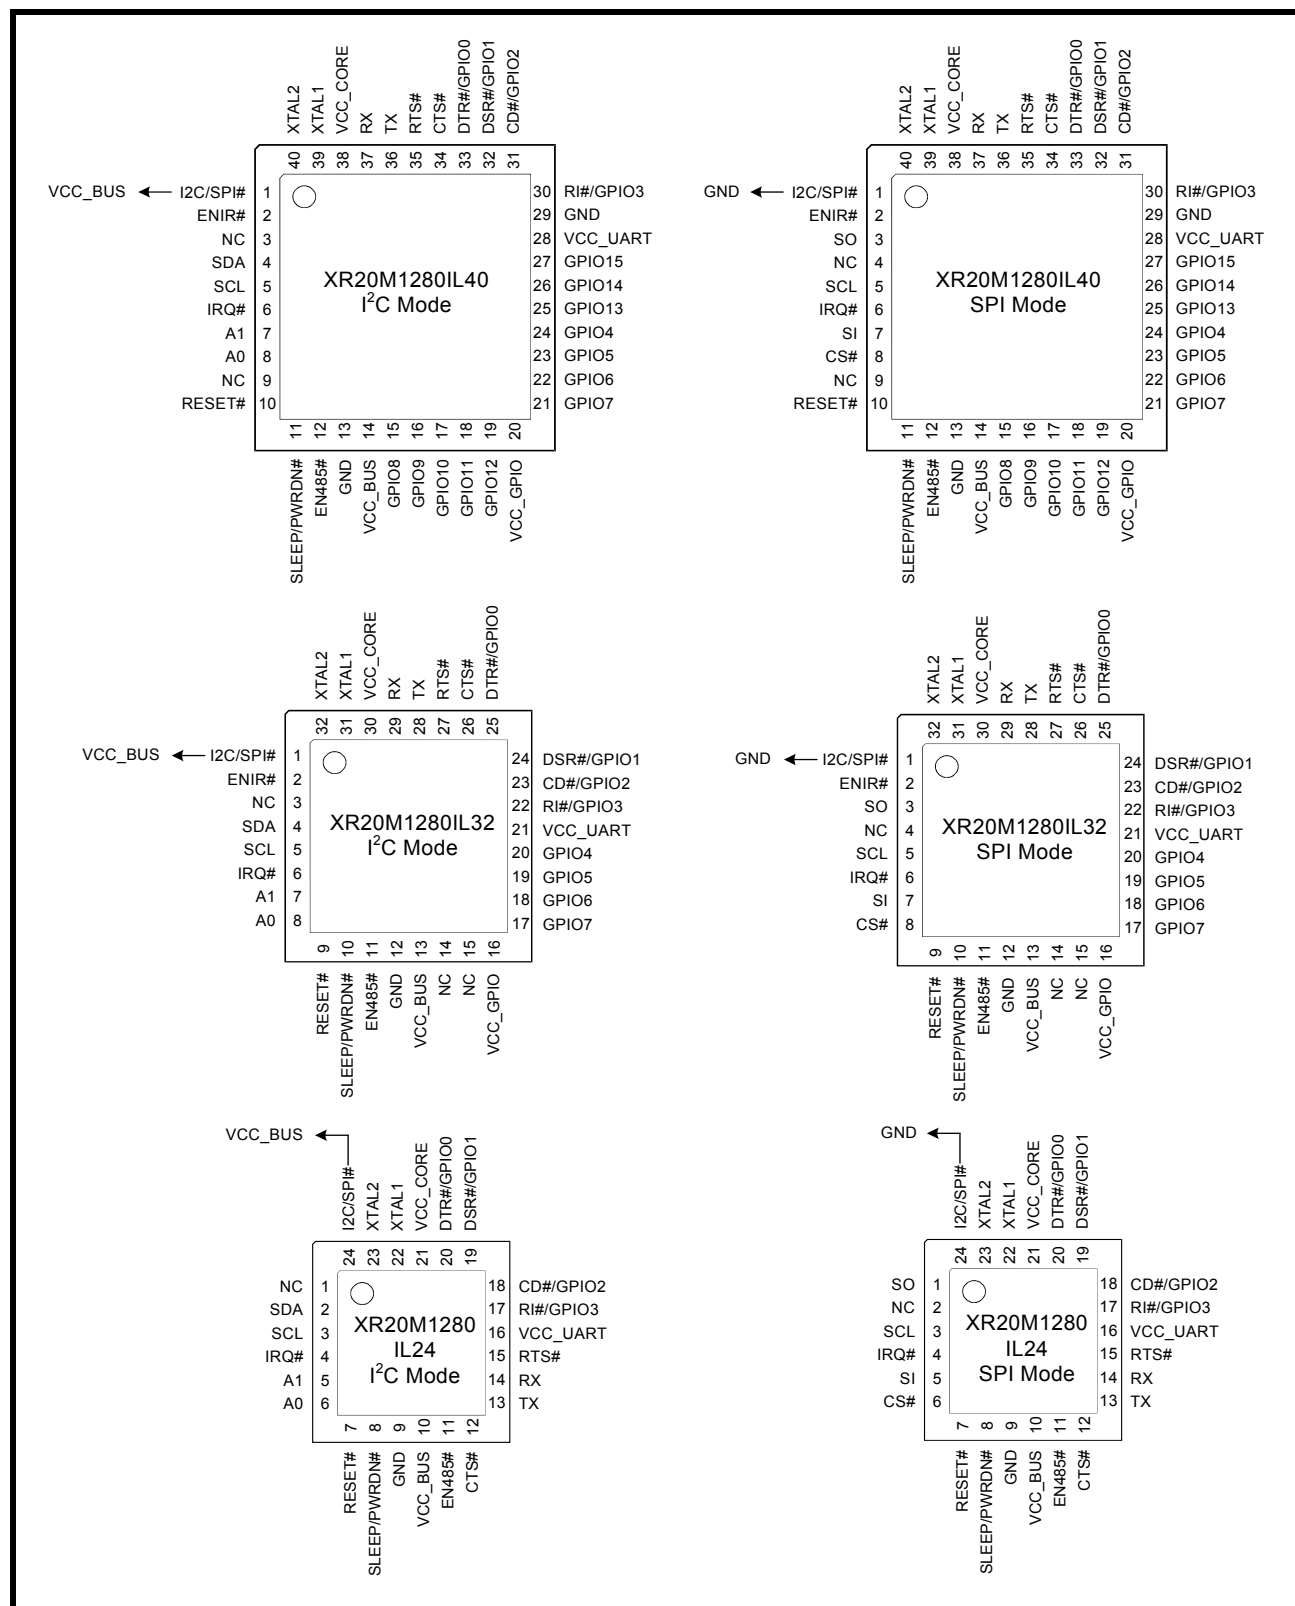 XTAL2
XTAL1
VCC_CORE
RX
TX
RTS#
CTS#
DTR#/GPIO0
DSR#/GPIO1
CD#/GPIO2
40 39 38 37 36 35 34 33 32 31
VCC_BUS
I2C/SPI# 1
ENIR# 2
NC 3
SDA 4
SCL 5
IRQ# 6
A1 7
A0 8
NC 9
RESET# 10
XR20M1280IL40
I²C Mode
30 RI#/GPIO3
29 GND
28 VCC_UART
27 GPIO15
26 GPIO14
25 GPIO13
24 GPIO4
23 GPIO5
22 GPIO6
21 GPIO7
11 12 13 14 15 16 17 18 19 20
SLEEP/PWRDN#
EN485#
GND
VCC_BUS
GPIO8
GPIO9
GPIO10
GPIO11
GPIO12
VCC_GPIO
XTAL2
XTAL1
VCC_CORE
RX
TX
RTS#
CTS#
DTR#/GPIO0
DSR#/GPIO1
CD#/GPIO2
40 39 38 37 36 35 34 33 32 31
GND
I2C/SPI# 1
ENIR# 2
SO 3
NC 4
SCL 5
IRQ# 6
SI 7
CS# 8
NC 9
RESET# 10
XR20M1280IL40
SPI Mode
30 RI#/GPIO3
29 GND
28 VCC_UART
27 GPIO15
26 GPIO14
25 GPIO13
24 GPIO4
23 GPIO5
22 GPIO6
21 GPIO7
11 12 13 14 15 16 17 18 19 20
SLEEP/PWRDN#
EN485#
GND
VCC_BUS
GPIO8
GPIO9
GPIO10
GPIO11
GPIO12
VCC_GPIO
XTAL2
XTAL1
VCC_CORE
RX
TX
RTS#
CTS#
DTR#/GPIO0
32 31 30 29 28 27 26 25
VCC_BUS
I2C/SPI# 1
ENIR# 2
NC 3
SDA 4
SCL 5
IRQ# 6
A1 7
A0 8
XR20M1280IL32
I²C Mode
24 DSR#/GPIO1
23 CD#/GPIO2
22 RI#/GPIO3
21 VCC_UART
20 GPIO4
19 GPIO5
18 GPIO6
17 GPIO7
9 10 11 12 13 14 15 16
RESET#
SLEEP/PWRDN#
EN485#
GND
VCC_BUS
NC
NC
VCC_GPIO
XTAL2
XTAL1
VCC_CORE
RX
TX
RTS#
CTS#
DTR#/GPIO0
32 31 30 29 28 27 26 25
GND
I2C/SPI# 1
ENIR# 2
SO 3
NC 4
SCL 5
IRQ# 6
SI 7
CS# 8
XR20M1280IL32
SPI Mode
24 DSR#/GPIO1
23 CD#/GPIO2
22 RI#/GPIO3
21 VCC_UART
20 GPIO4
19 GPIO5
18 GPIO6
17 GPIO7
9 10 11 12 13 14 15 16
RESET#
SLEEP/PWRDN#
EN485#
GND
VCC_BUS
NC
NC
VCC_GPIO
VCC_BUS
I2C/SPI#
XTAL2
XTAL1
VCC_CORE
DTR#/GPIO0
DSR#/GPIO1
24 23 22 21 20 19
NC 1
SDA 2
SCL 3
IRQ# 4
A1 5
A0 6
XR20M1280
IL24
I²C Mode
18 CD#/GPIO2
17 RI#/GPIO3
16 VCC_UART
15 RTS#
14 RX
13 TX
7 8 9 10 11 12
RESET#
SLEEP/PWRDN#
GND
VCC_BUS
EN485#
CTS#
GND
I2C/SPI#
XTAL2
XTAL1
VCC_CORE
DTR#/GPIO0
DSR#/GPIO1
24 23 22 21 20 19
SO 1
NC 2
SCL 3
IRQ# 4
SI 5
CS# 6
XR20M1280
IL24
SPI Mode
18 CD#/GPIO2
17 RI#/GPIO3
16 VCC_UART
15 RTS#
14 RX
13 TX
7 8 9 10 11 12
RESET#
SLEEP/PWRDN#
GND
VCC_BUS
EN485#
CTS#